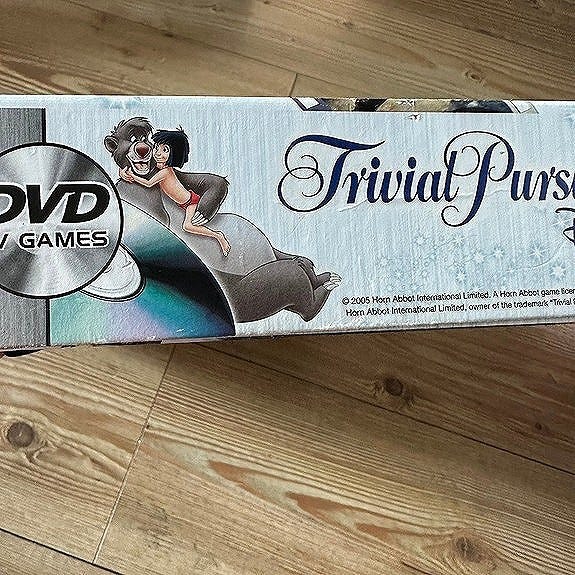 DVD
V GAMES
Trivial Purs
© 2005 Horn Abbot International Limited. A Horn Abbot game licen
Horn Abbot International Limited, owner of the trademark "Trivial